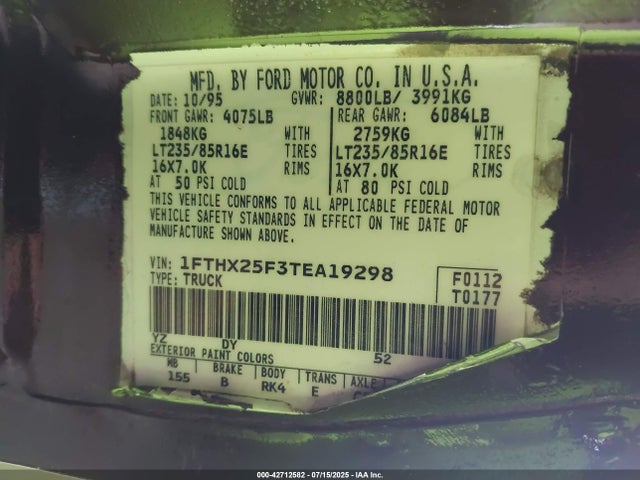 MFD. BY FORD MOTOR CO. IN U.S.A.
DATE: 10/95 GVWR: 8800LB/ 3991KG
FRONT GAWR: 4075LB REAR GAWR: 6084LB
1848KG WITH 2759KG WITH
LT235/85R16E TIRES LT235/85R16E TIRES
16X7.0K RIMS 16X7.0K RIMS
AT 50 PSI COLD AT 80 PSI COLD
THIS VEHICLE CONFORMS TO ALL APPLICABLE FEDERAL MOTOR
VEHICLE SAFETY STANDARDS IN EFFECT ON THE DATE OF
MANUFACTURE SHOWN ABOVE.
VIN: 1FTHX25F3TEA19298 F0112
TYPE: TRUCK T0177
YZ DY 52
EXTERIOR PAINT COLORS
WB BRAKE BODY TRANS AXLE
155 B RK4 E
000-42712582 / 07/15/2025 / IAA Inc.